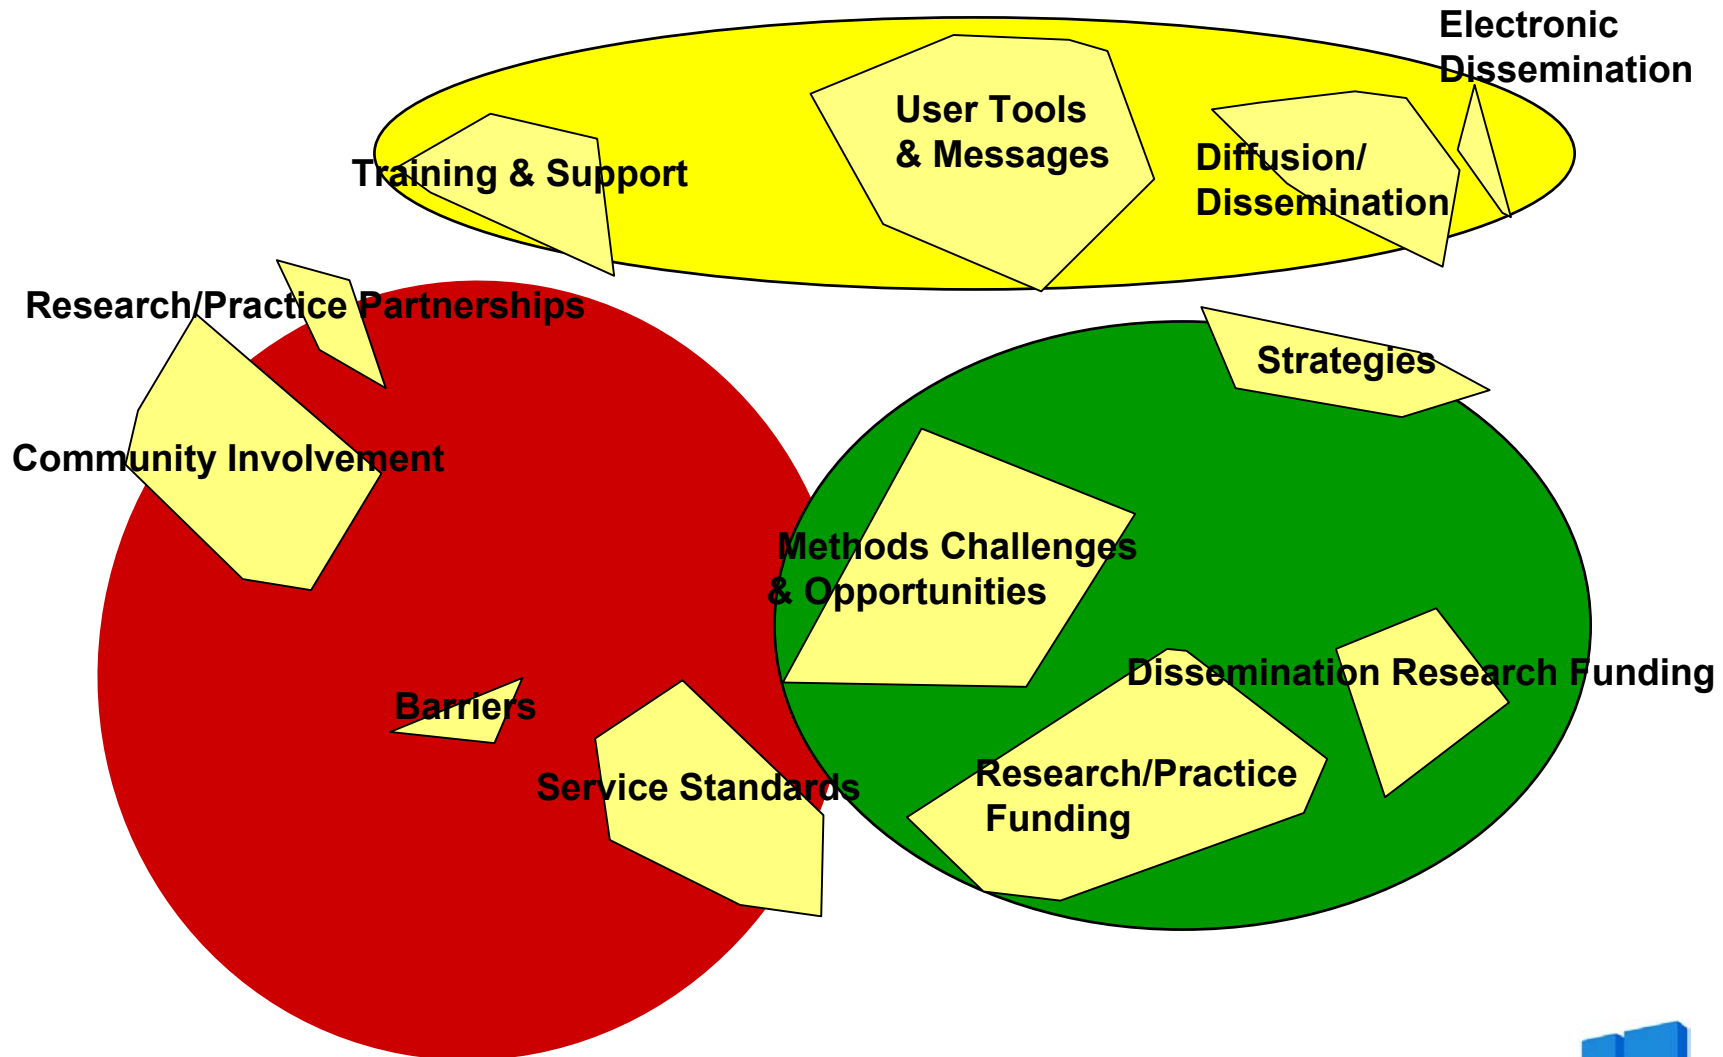 Electronic
Dissemination
User Tools
& Messages
Diffusion/
Dissemination
Training & Support
Research/Practice Partnerships
Strategies
Community Involvement
Methods Challenges
& Opportunities
Dissemination Research Funding
Barriers
Service Standards
Research/Practice
Funding